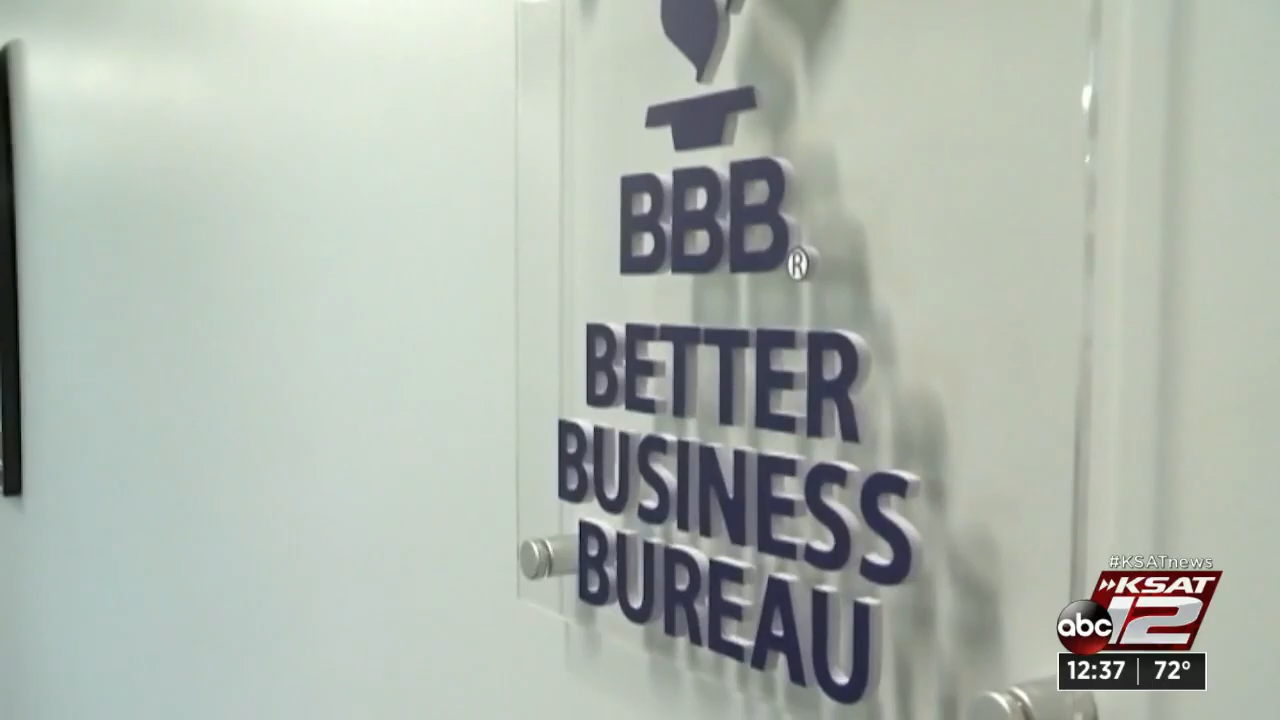 BBB®
BETTER
BUSINESS
BUREAU
#KSATnews
KSAT
abc 12
12:37 72°